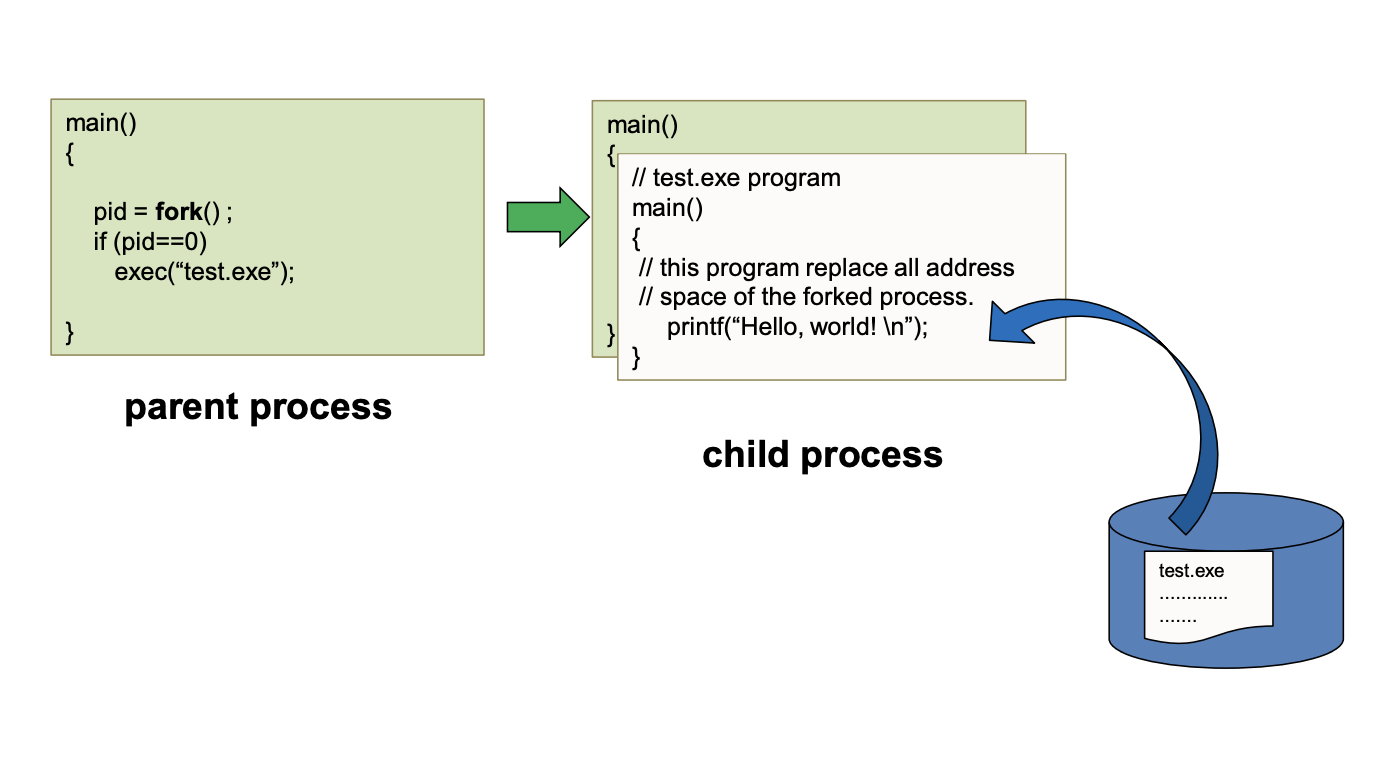 main()
{
pid = fork() ;
if (pid==0)
exec(“test.exe”);
}
parent process
main()
{
}
// test.exe program
main()
{
// this program replace all address
// space of the forked process.
printf(“Hello, world! \n”);
}
child process
test.exe
.............
.......